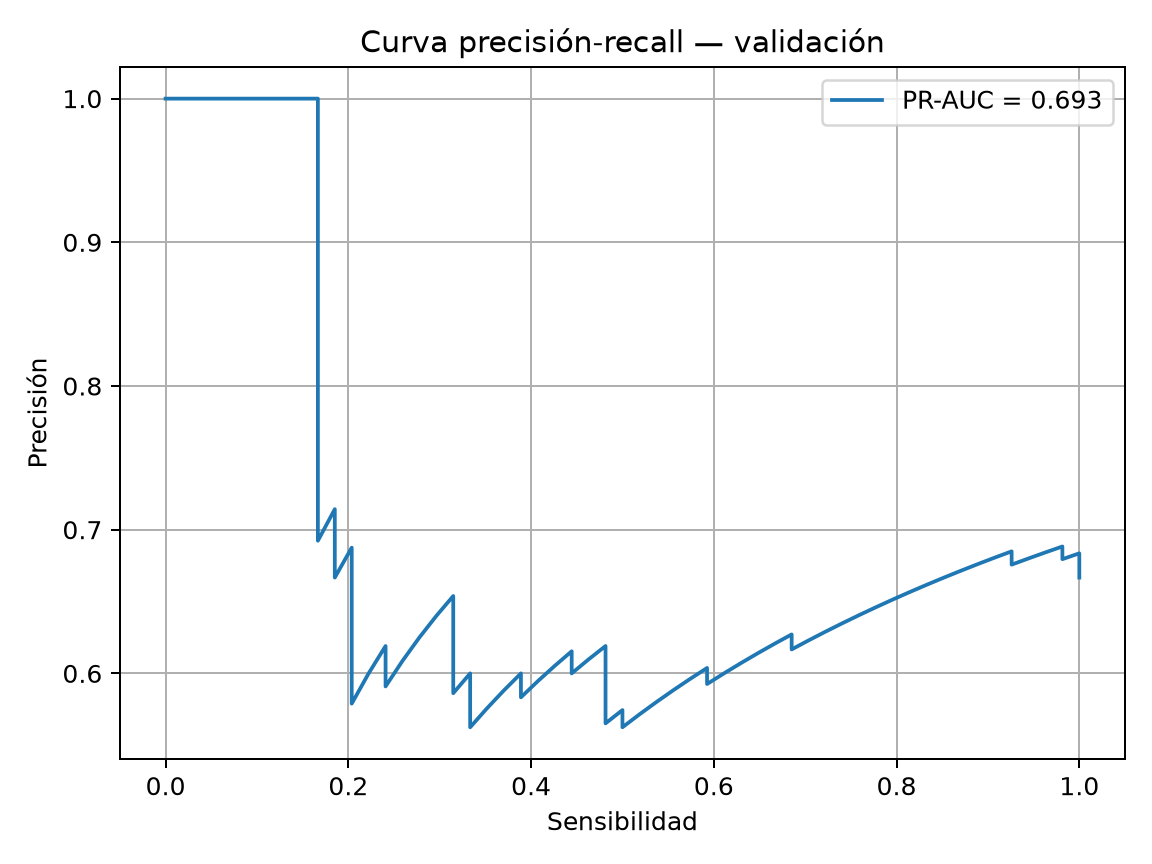 Curva precisión-recall — validación
PR-AUC = 0.693
1.0
0.9
0.8
0.7
0.6
Precisión
0.0 0.2 0.4 0.6 0.8 1.0
Sensibilidad